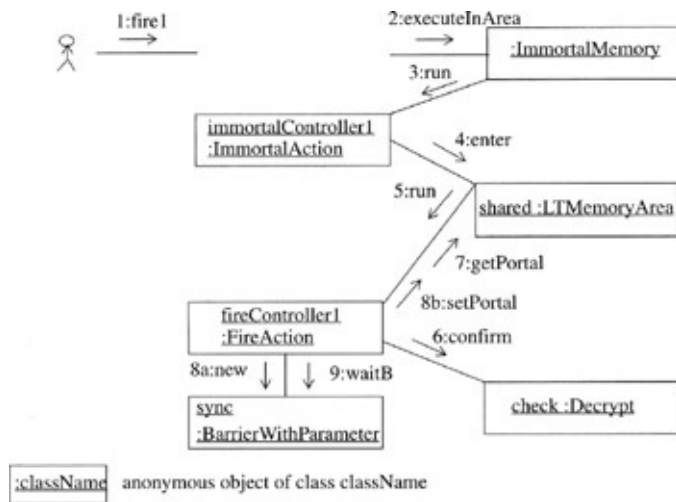 1:fire1
2:executeInArea
:ImmortalMemory
3:run
immortalController1
:ImmortalAction
4:enter
5:run
shared :LTMemoryArea
7:getPortal
8b:setPortal
fireController1
:FireAction
6:confirm
8a:new
9:waitB
sync
:BarrierWithParameter
check :Decrypt
:className anonymous object of class className